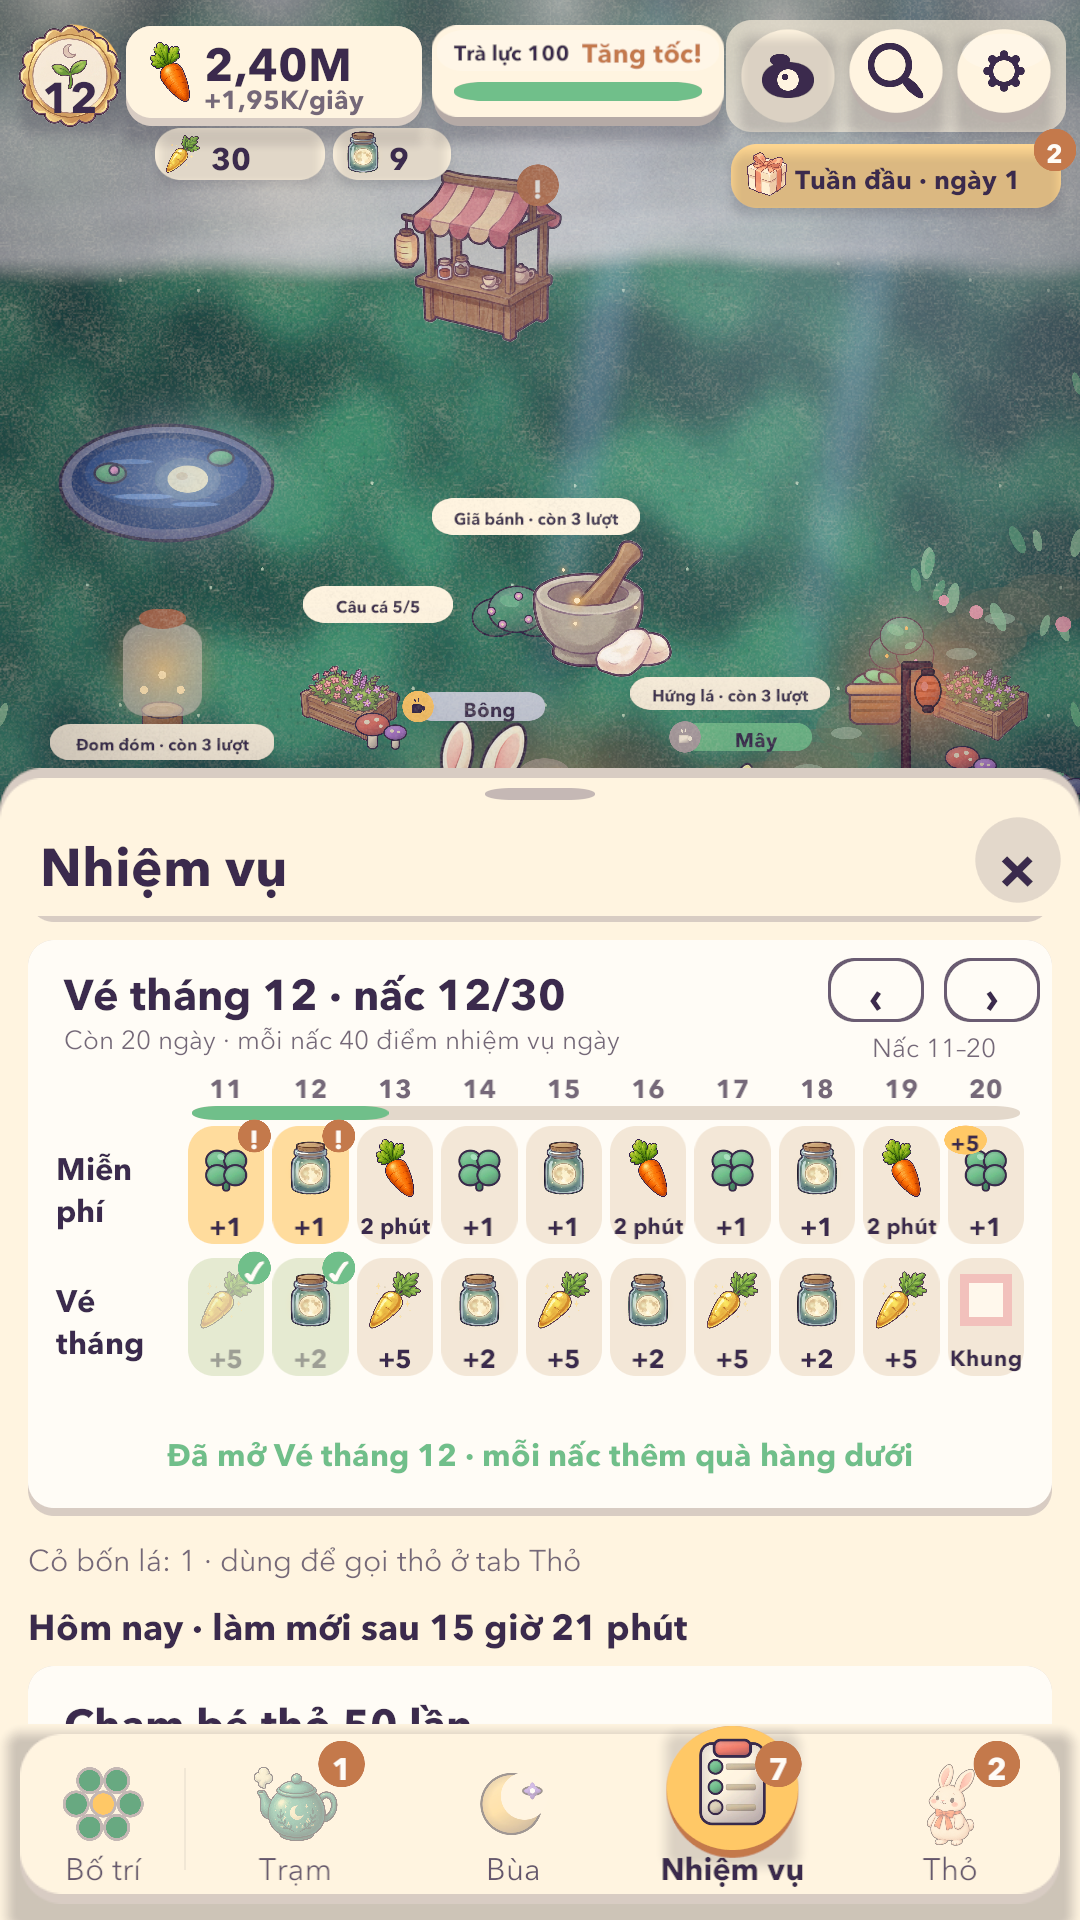 12
2,40M
+1,95K/giây
Trà lực 100 Tăng tốc!
30
9
Tuần đầu · ngày 1
2
!
Giã bánh · còn 3 lượt
Câu cá 5/5
Hứng lá · còn 3 lượt
Bông
Mây
Đom đóm · còn 3 lượt
Nhiệm vụ
×
Vé tháng 12 · nấc 12/30
‹ ›
Còn 20 ngày · mỗi nấc 40 điểm nhiệm vụ ngày
Nấc 11–20
11 12 13 14 15 16 17 18 19 20
! ! +5
Miễn phí
+1 +1 2 phút +1 +1 2 phút +1 +1 2 phút +1
Vé tháng
+5 +2 +5 +2 +5 +2 +5 +2 +5 Khung
Đã mở Vé tháng 12 · mỗi nấc thêm quà hàng dưới
Cỏ bốn lá: 1 · dùng để gọi thỏ ở tab Thỏ
Hôm nay · làm mới sau 15 giờ 21 phút
Chạm bé thỏ 50 lần
1 7 2
Bố trí Trạm Bùa Nhiệm vụ Thỏ